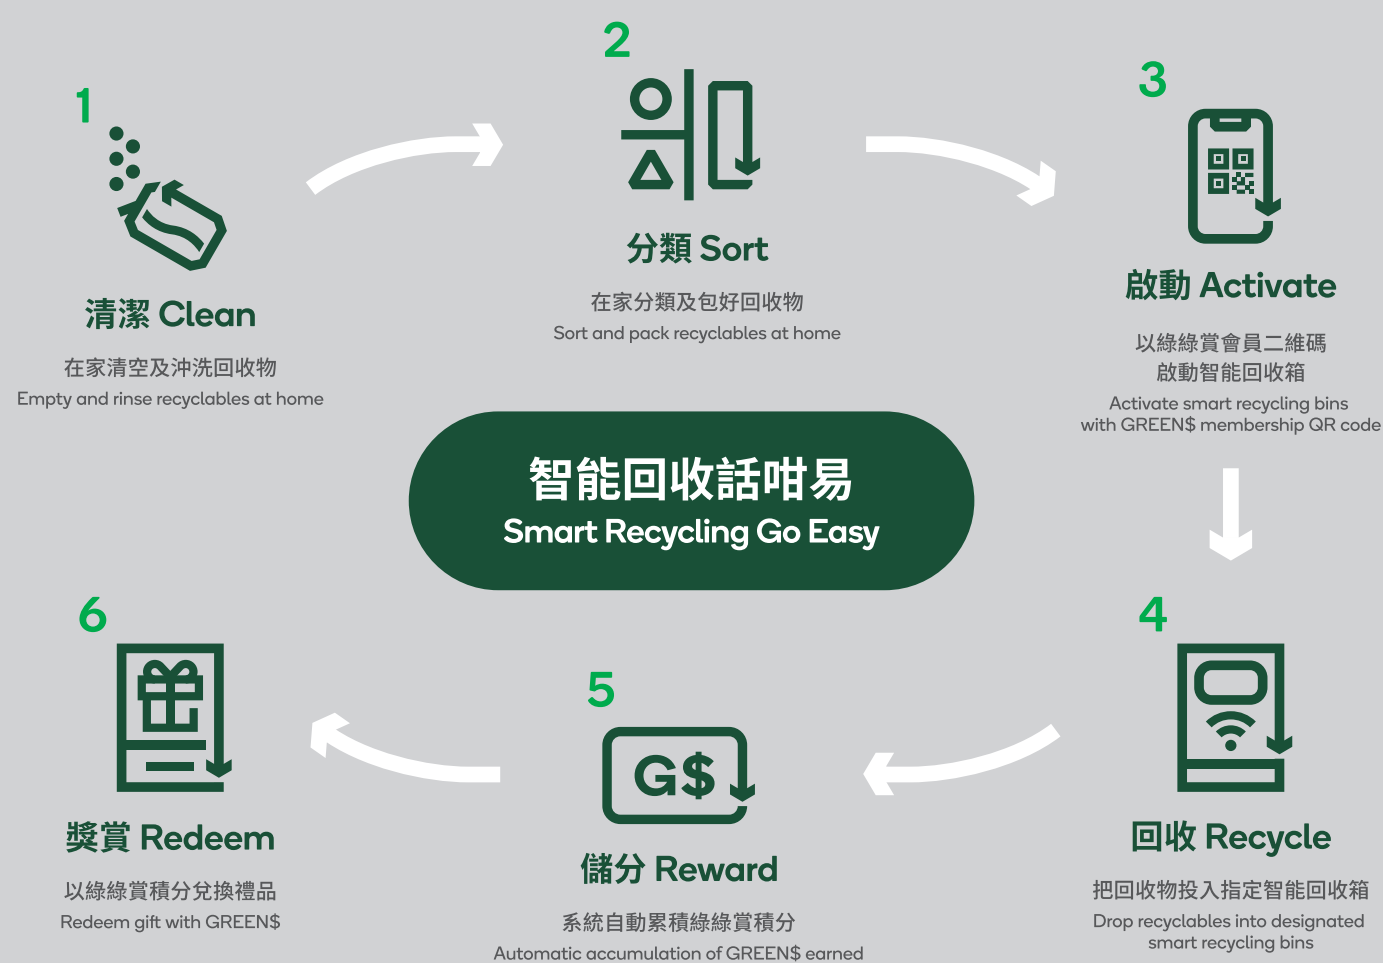 1
清潔 Clean
在家清空及沖洗回收物
Empty and rinse recyclables at home
2
分類 Sort
在家分類及包好回收物
Sort and pack recyclables at home
3
啟動 Activate
以綠綠賞會員二維碼
啟動智能回收箱
Activate smart recycling bins
with GREEN$ membership QR code
智能回收話咁易
Smart Recycling Go Easy
4
回收 Recycle
把回收物投入指定智能回收箱
Drop recyclables into designated
smart recycling bins
5
G$
儲分 Reward
系統自動累積綠綠賞積分
Automatic accumulation of GREEN$ earned
6
獎賞 Redeem
以綠綠賞積分兌換禮品
Redeem gift with GREEN$